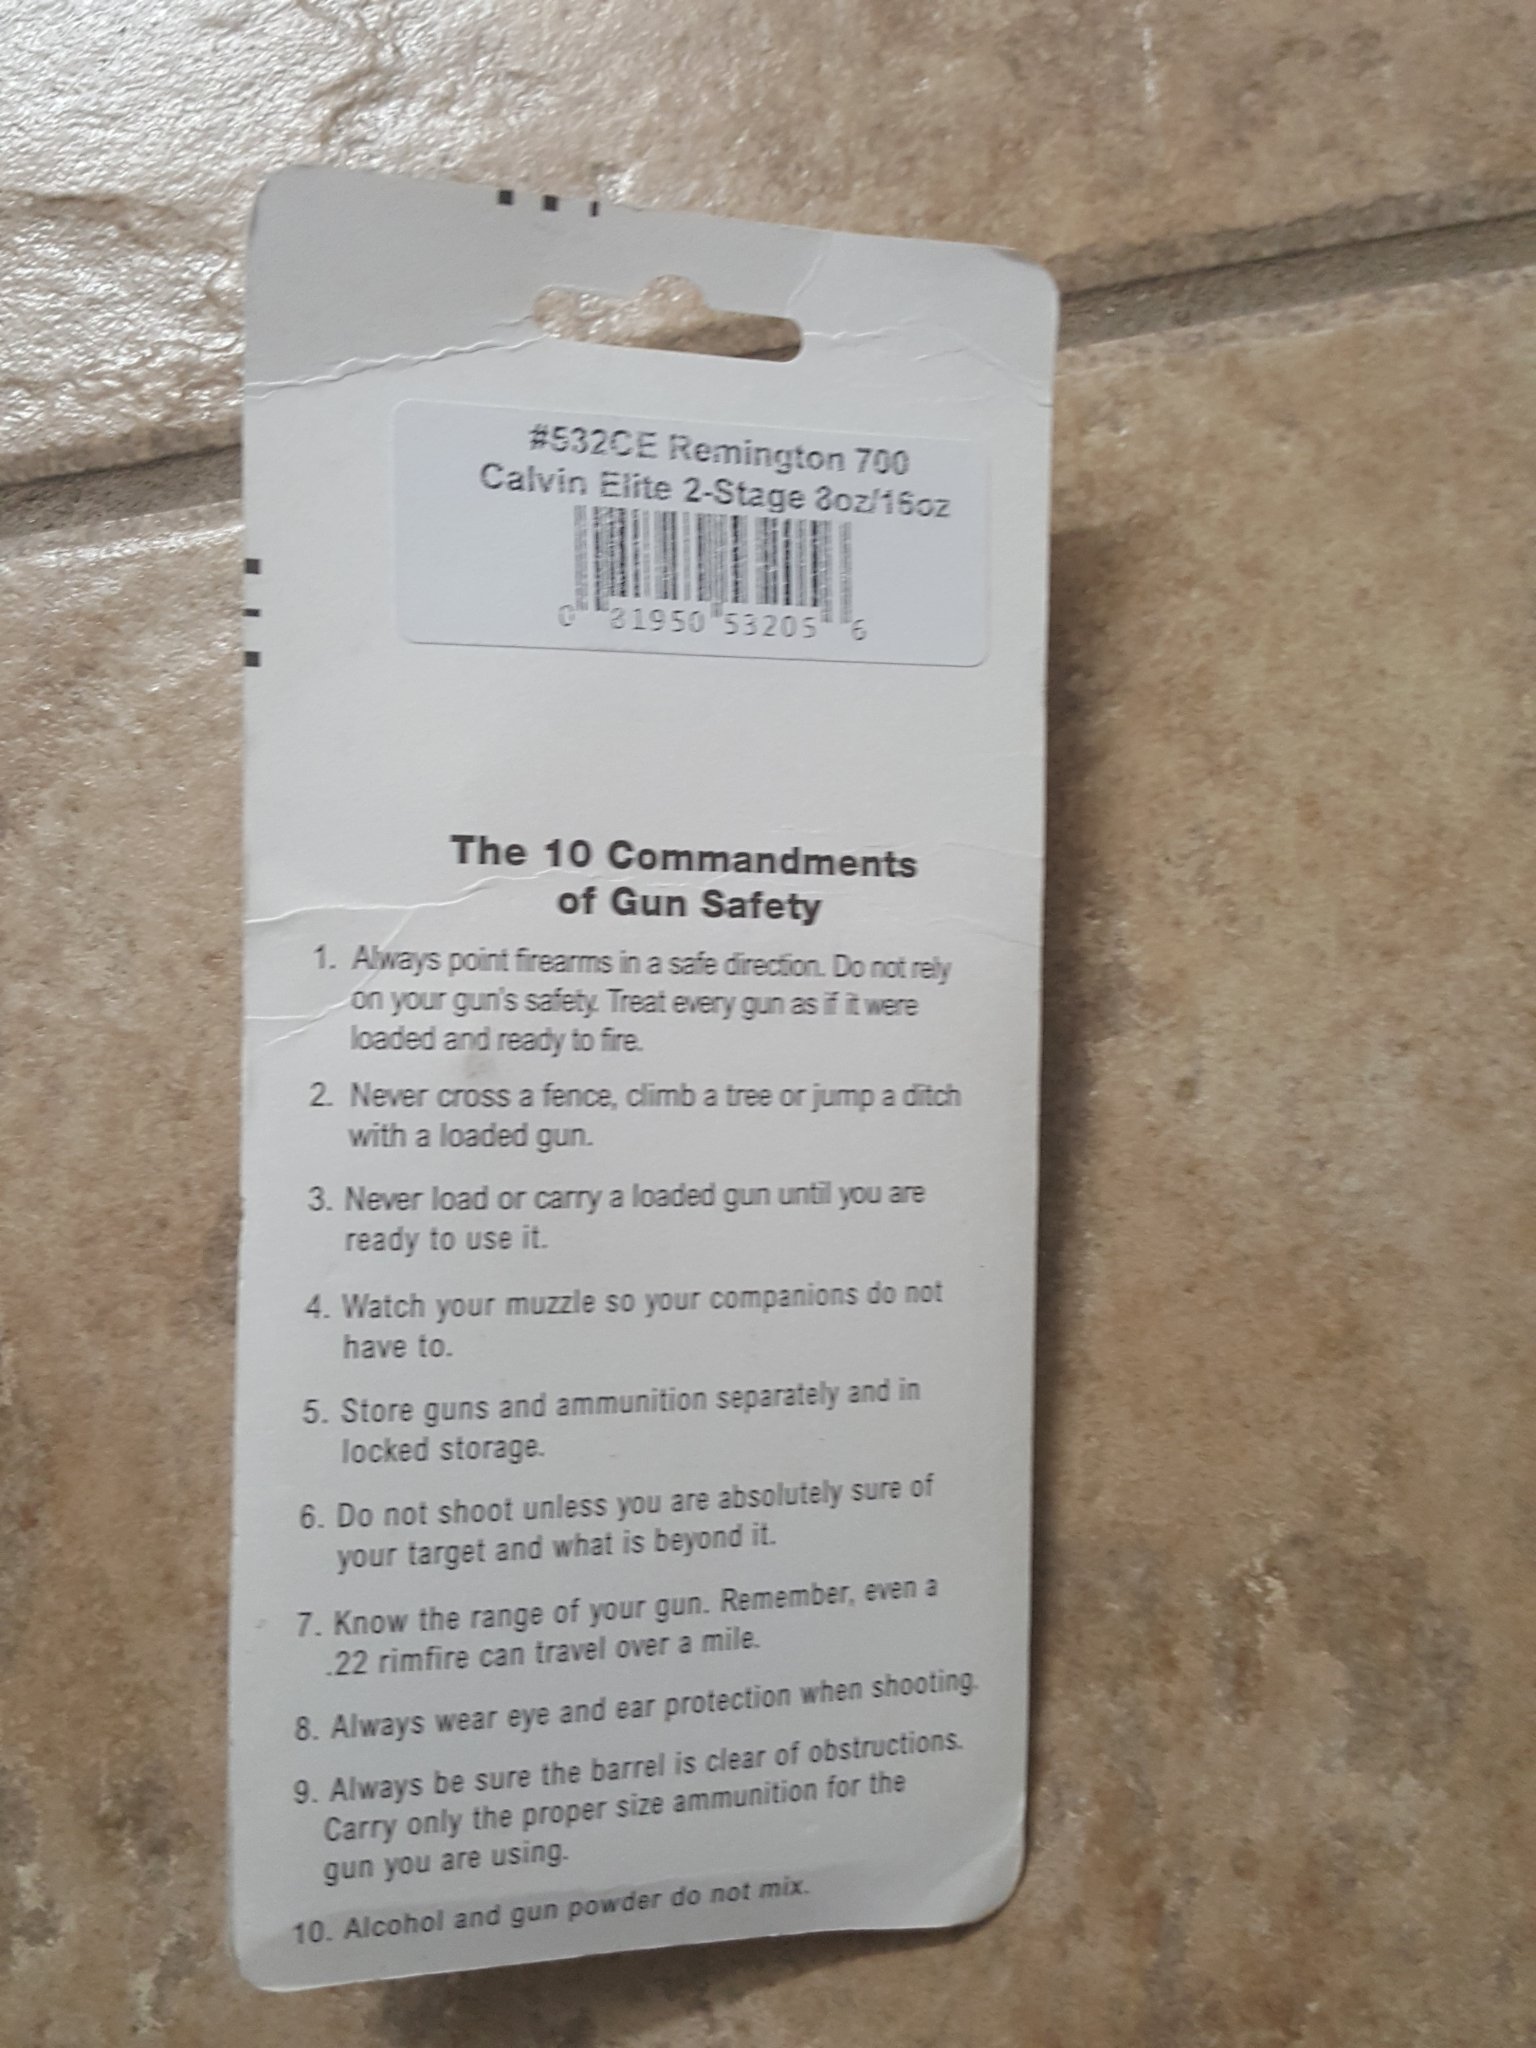 #532CE Remington 700
Calvin Elite 2-Stage 8oz/16oz
0 81950 53205 6
The 10 Commandments
of Gun Safety
1. Always point firearms in a safe direction. Do not rely
on your gun's safety. Treat every gun as if it were
loaded and ready to fire.
2. Never cross a fence, climb a tree or jump a ditch
with a loaded gun.
3. Never load or carry a loaded gun until you are
ready to use it.
4. Watch your muzzle so your companions do not
have to.
5. Store guns and ammunition separately and in
locked storage.
6. Do not shoot unless you are absolutely sure of
your target and what is beyond it.
7. Know the range of your gun. Remember, even a
.22 rimfire can travel over a mile.
8. Always wear eye and ear protection when shooting.
9. Always be sure the barrel is clear of obstructions.
Carry only the proper size ammunition for the
gun you are using.
10. Alcohol and gun powder do not mix.